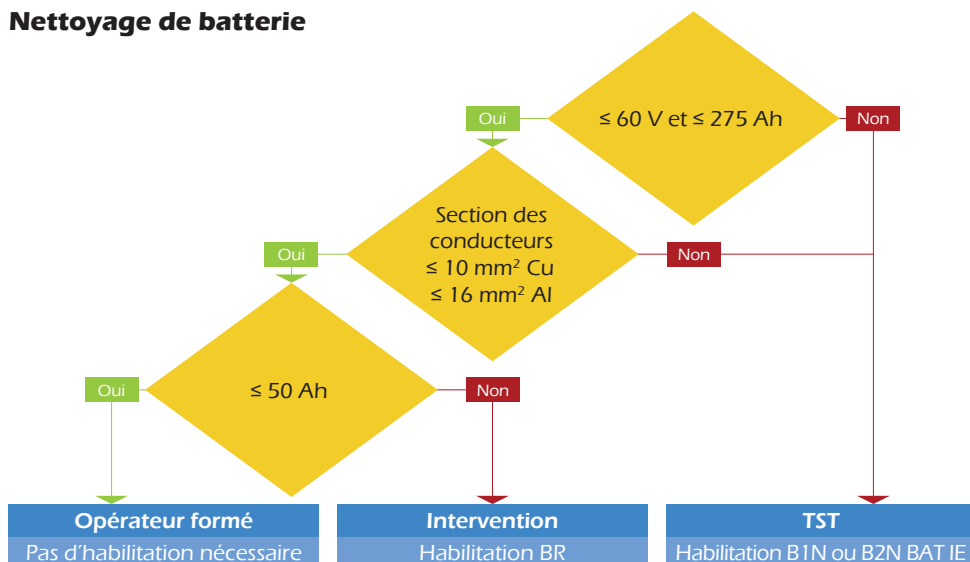 Nettoyage de batterie
≤ 60 V et ≤ 275 Ah
Oui
Non
Section des
conducteurs
≤ 10 mm² Cu
≤ 16 mm² Al
Oui
Non
≤ 50 Ah
Oui
Non
Opérateur formé
Pas d'habilitation nécessaire
Intervention
Habilitation BR
TST
Habilitation B1N ou B2N BAT IE